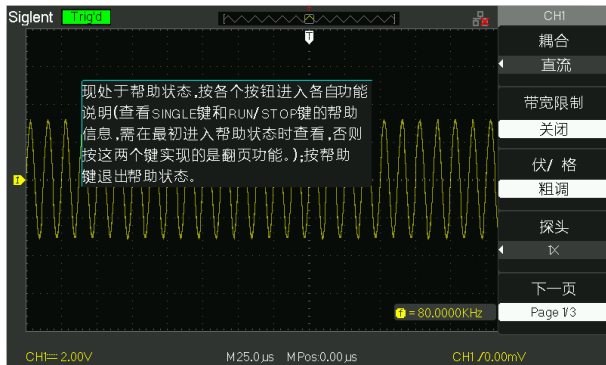 Siglent Trig'd CH1
耦合
直流
现处于帮助状态,按各个按钮进入各自功能
说明(查看SINGLE键和RUN/STOP键的帮助
信息,需在最初进入帮助状态时查看,否则
按这两个键实现的是翻页功能。);按帮助
键退出帮助状态。
带宽限制
关闭
伏/ 格
粗调
探头
1X
下一页
Page 1/3
f = 80.0000KHz
CH1 2.00V M25.0μs MPos:0.00μs CH1 /0.00mV